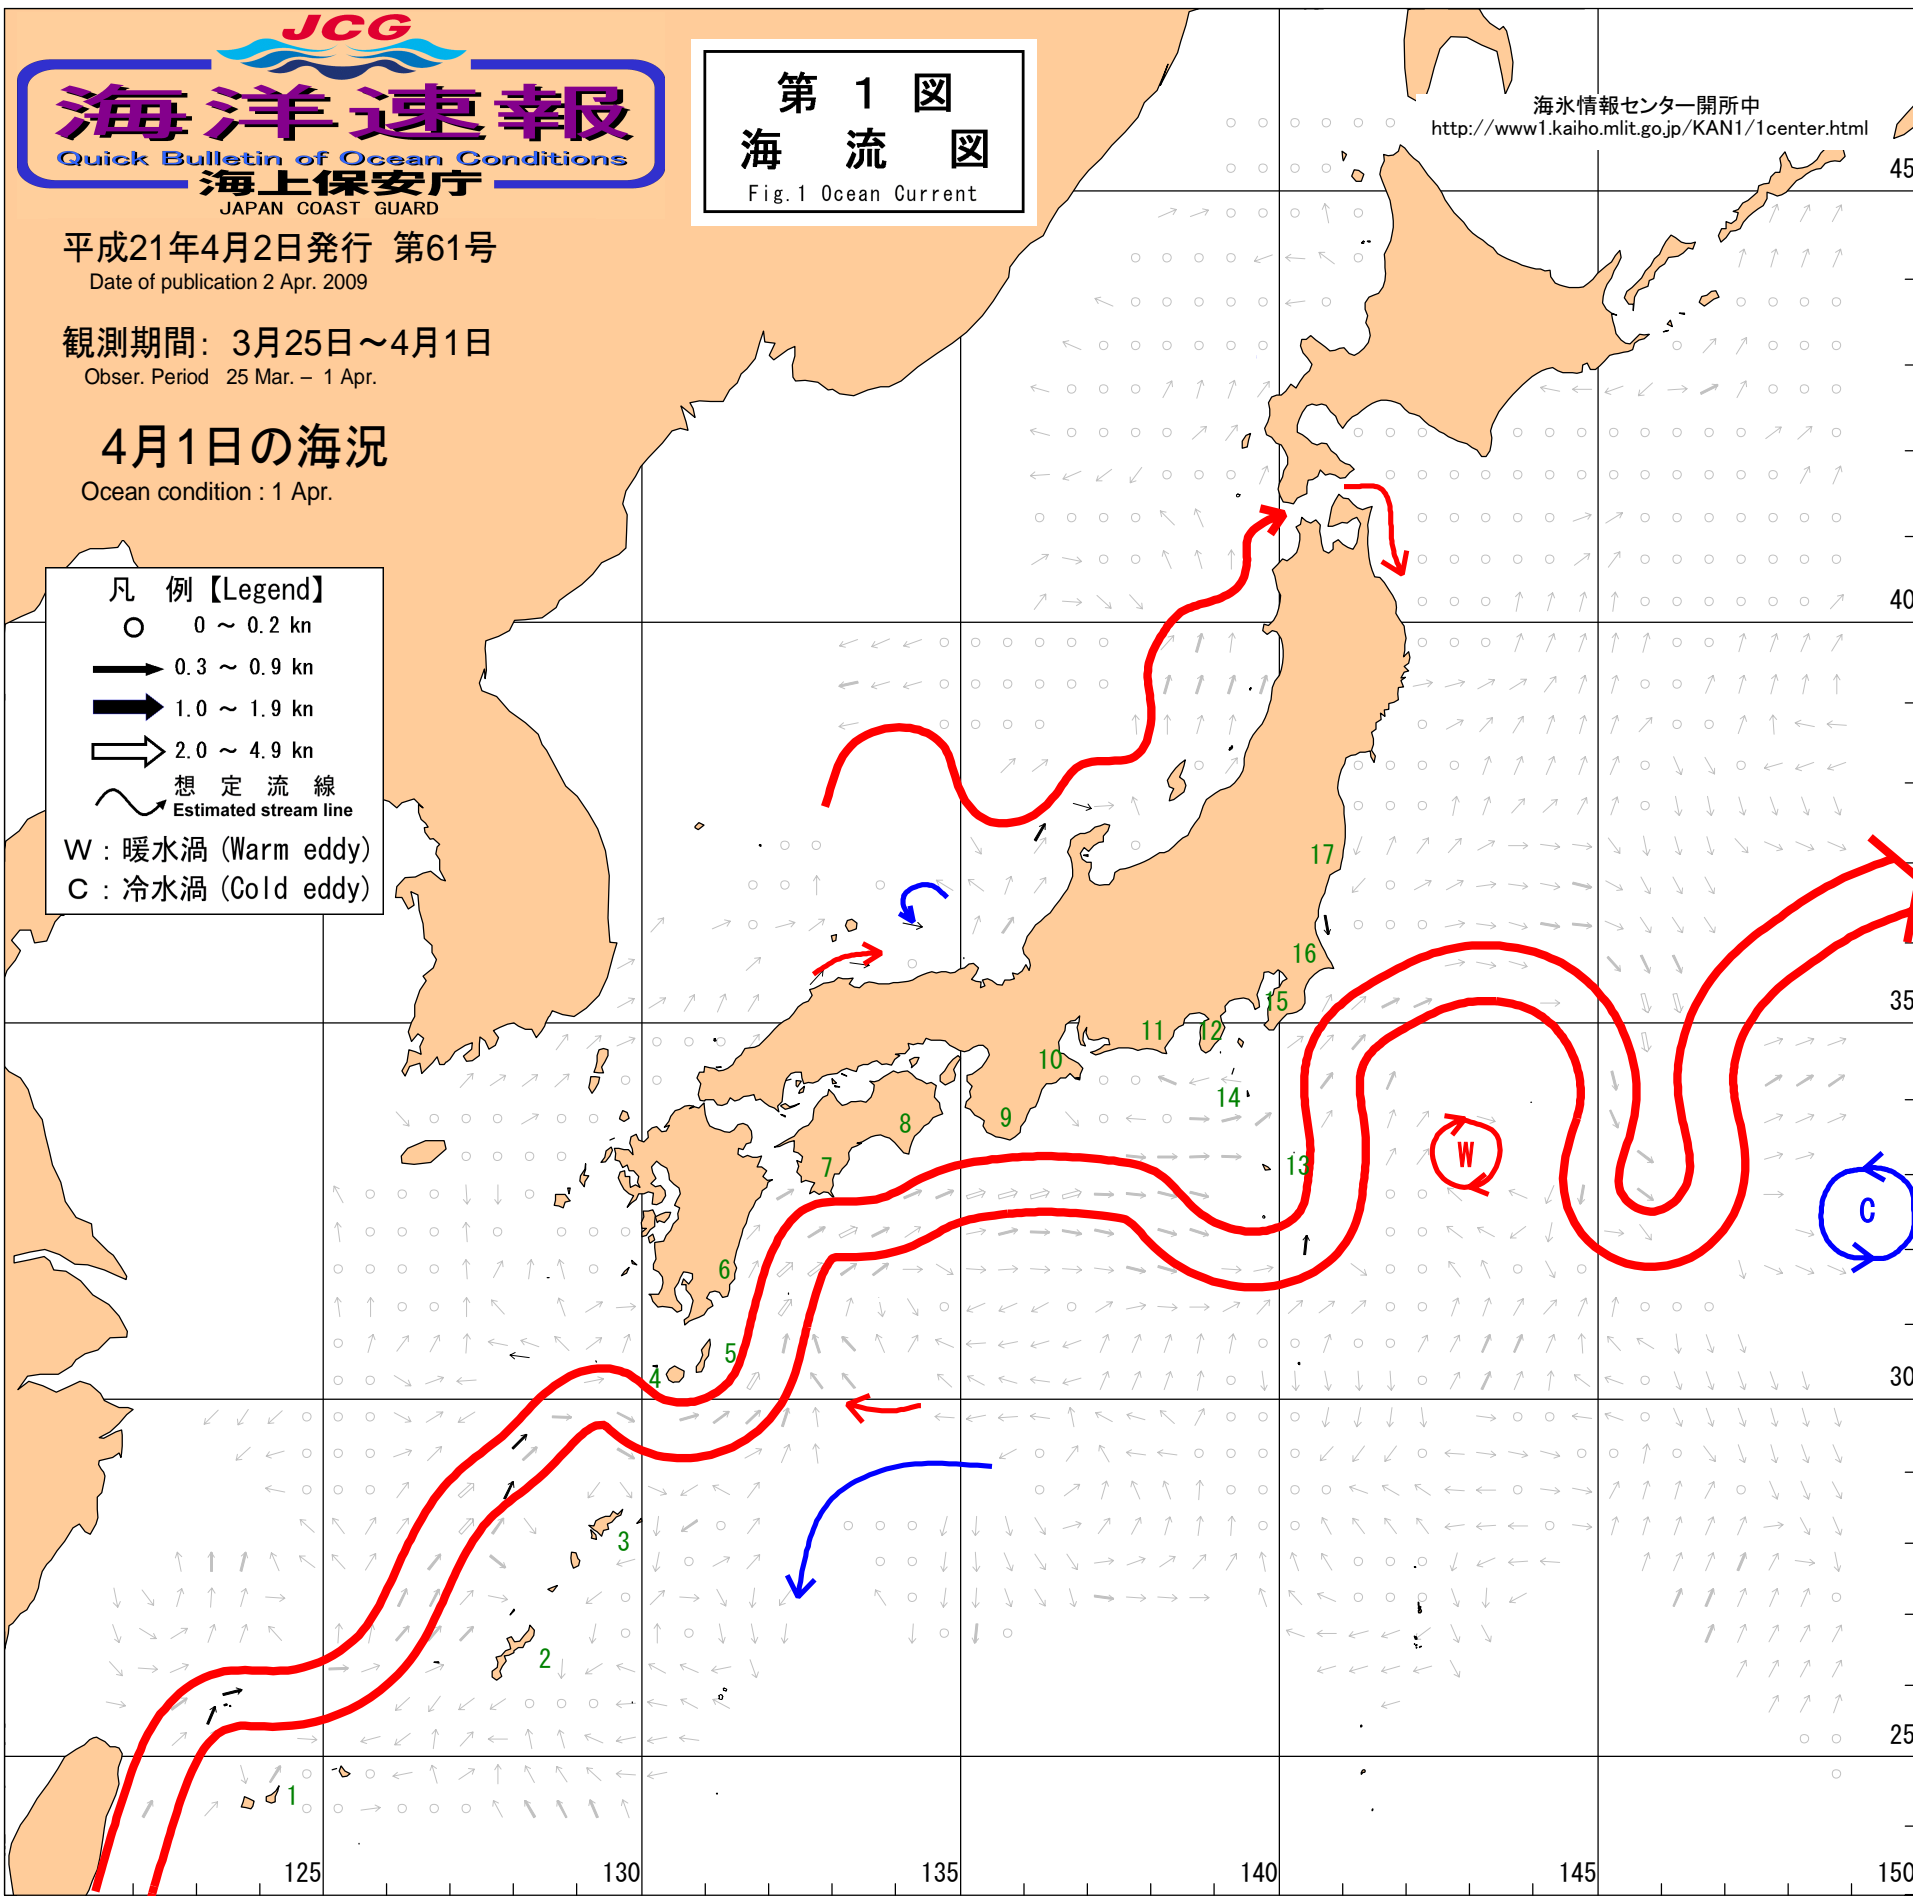 JCG
海洋速報
Quick Bulletin of Ocean Conditions
海上保安庁
JAPAN COAST GUARD
平成21年4月2日発行 第61号
Date of publication 2 Apr. 2009
観測期間: 3月25日～4月1日
Obser. Period 25 Mar. – 1 Apr.
4月1日の海況
Ocean condition : 1 Apr.
第 1 図
海 流 図
Fig.1 Ocean Current
海氷情報センター開所中
http://www1.kaiho.mlit.go.jp/KAN1/1center.html
凡 例【Legend】
0 ～ 0.2 kn
0.3 ～ 0.9 kn
1.0 ～ 1.9 kn
2.0 ～ 4.9 kn
想 定 流 線
Estimated stream line
W : 暖水渦 (Warm eddy)
C : 冷水渦 (Cold eddy)
45
40
17
16
35
15
12
11
10
14
9
8
7
13
W
C
6
5
4
30
3
2
25
1
125
130
135
140
145
150